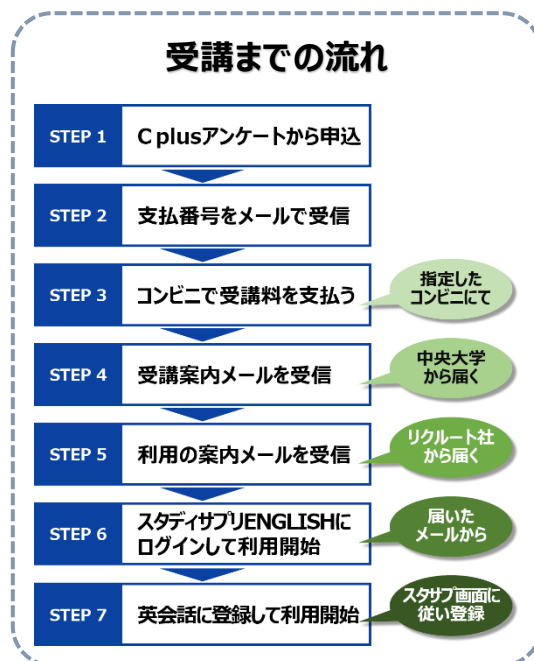 受講までの流れ
STEP 1
C plusアンケートから申込
STEP 2
支払番号をメールで受信
STEP 3
コンビニで受講料を支払う
指定した
コンビニにて
STEP 4
受講案内メールを受信
中央大学
から届く
STEP 5
利用の案内メールを受信
リクルート社
から届く
STEP 6
スタディサプリENGLISHに
ログインして利用開始
届いた
メールから
STEP 7
英会話に登録して利用開始
スタサプ画面に
従い登録